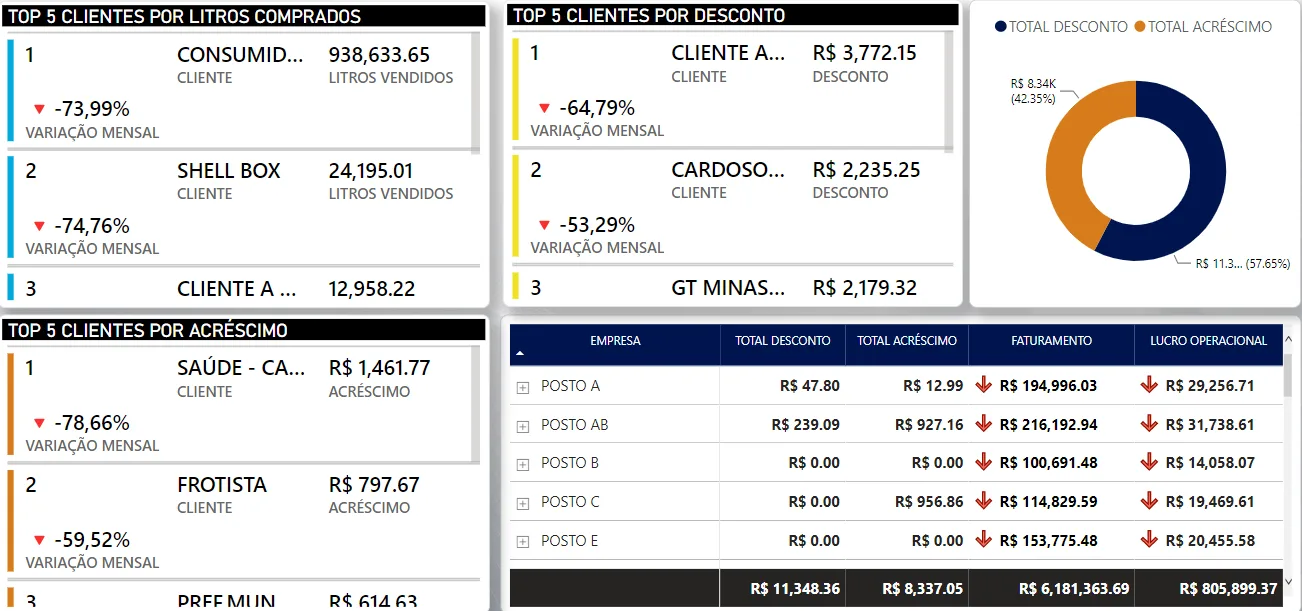 TOP 5 CLIENTES POR LITROS COMPRADOS
1 CONSUMID... 938,633.65
CLIENTE LITROS VENDIDOS
-73,99%
VARIAÇÃO MENSAL
2 SHELL BOX 24,195.01
CLIENTE LITROS VENDIDOS
-74,76%
VARIAÇÃO MENSAL
3 CLIENTE A ... 12,958.22
TOP 5 CLIENTES POR DESCONTO
1 CLIENTE A... R$ 3,772.15
CLIENTE DESCONTO
-64,79%
VARIAÇÃO MENSAL
2 CARDOSO... R$ 2,235.25
CLIENTE DESCONTO
-53,29%
VARIAÇÃO MENSAL
3 GT MINAS... R$ 2,179.32
TOTAL DESCONTO TOTAL ACRÉSCIMO
R$ 8.34K
(42.35%)
R$ 11.3... (57.65%)
TOP 5 CLIENTES POR ACRÉSCIMO
1 SAÚDE - CA... R$ 1,461.77
CLIENTE ACRÉSCIMO
-78,66%
VARIAÇÃO MENSAL
2 FROTISTA R$ 797.67
CLIENTE ACRÉSCIMO
-59,52%
VARIAÇÃO MENSAL
3 PREF.MUN... R$ 614.63
EMPRESA TOTAL DESCONTO TOTAL ACRÉSCIMO FATURAMENTO LUCRO OPERACIONAL
POSTO A R$ 47.80 R$ 12.99 R$ 194,996.03 R$ 29,256.71
POSTO AB R$ 239.09 R$ 927.16 R$ 216,192.94 R$ 31,738.61
POSTO B R$ 0.00 R$ 0.00 R$ 100,691.48 R$ 14,058.07
POSTO C R$ 0.00 R$ 956.86 R$ 114,829.59 R$ 19,469.61
POSTO E R$ 0.00 R$ 0.00 R$ 153,775.48 R$ 20,455.58
R$ 11,348.36 R$ 8,337.05 R$ 6,181,363.69 R$ 805,899.37